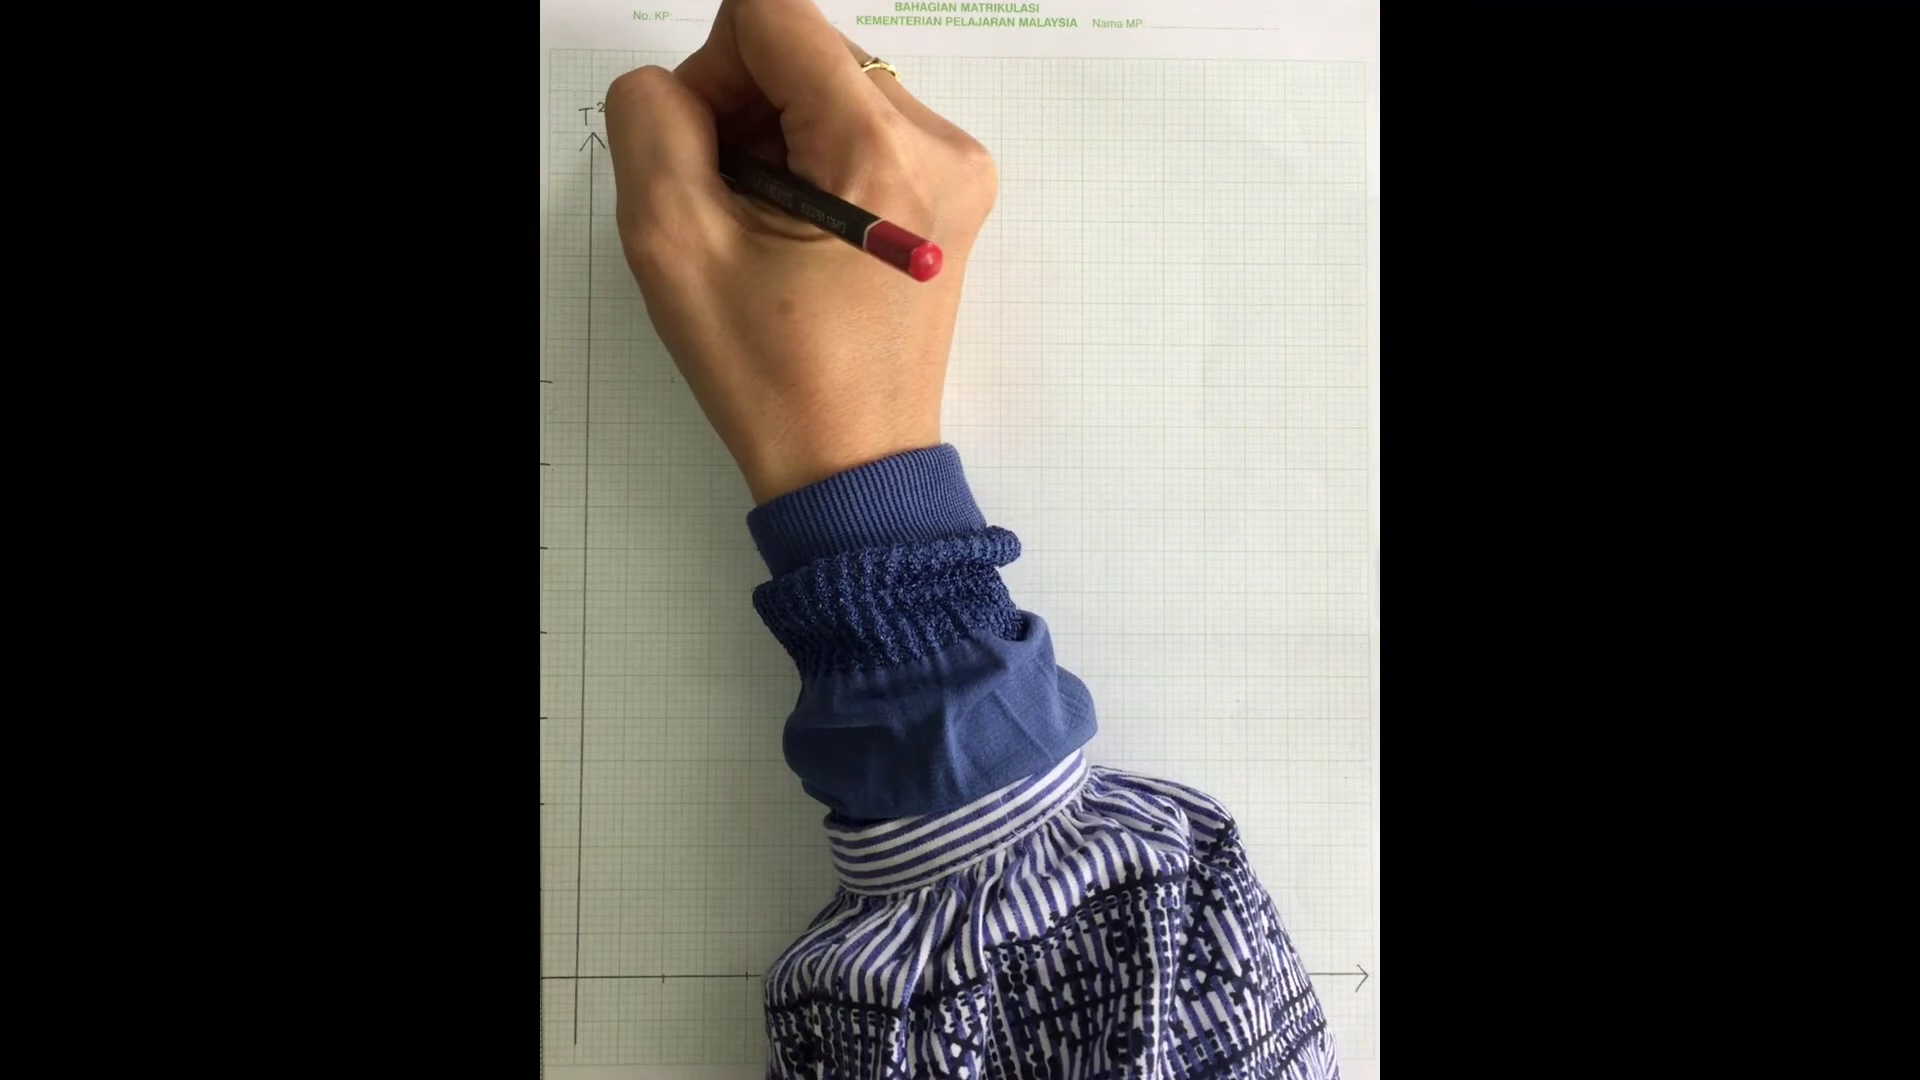 BAHAGIAN MATRIKULASI
No. KP: ........ KEMENTERIAN PELAJARAN MALAYSIA Nama MP: ........................................
T²